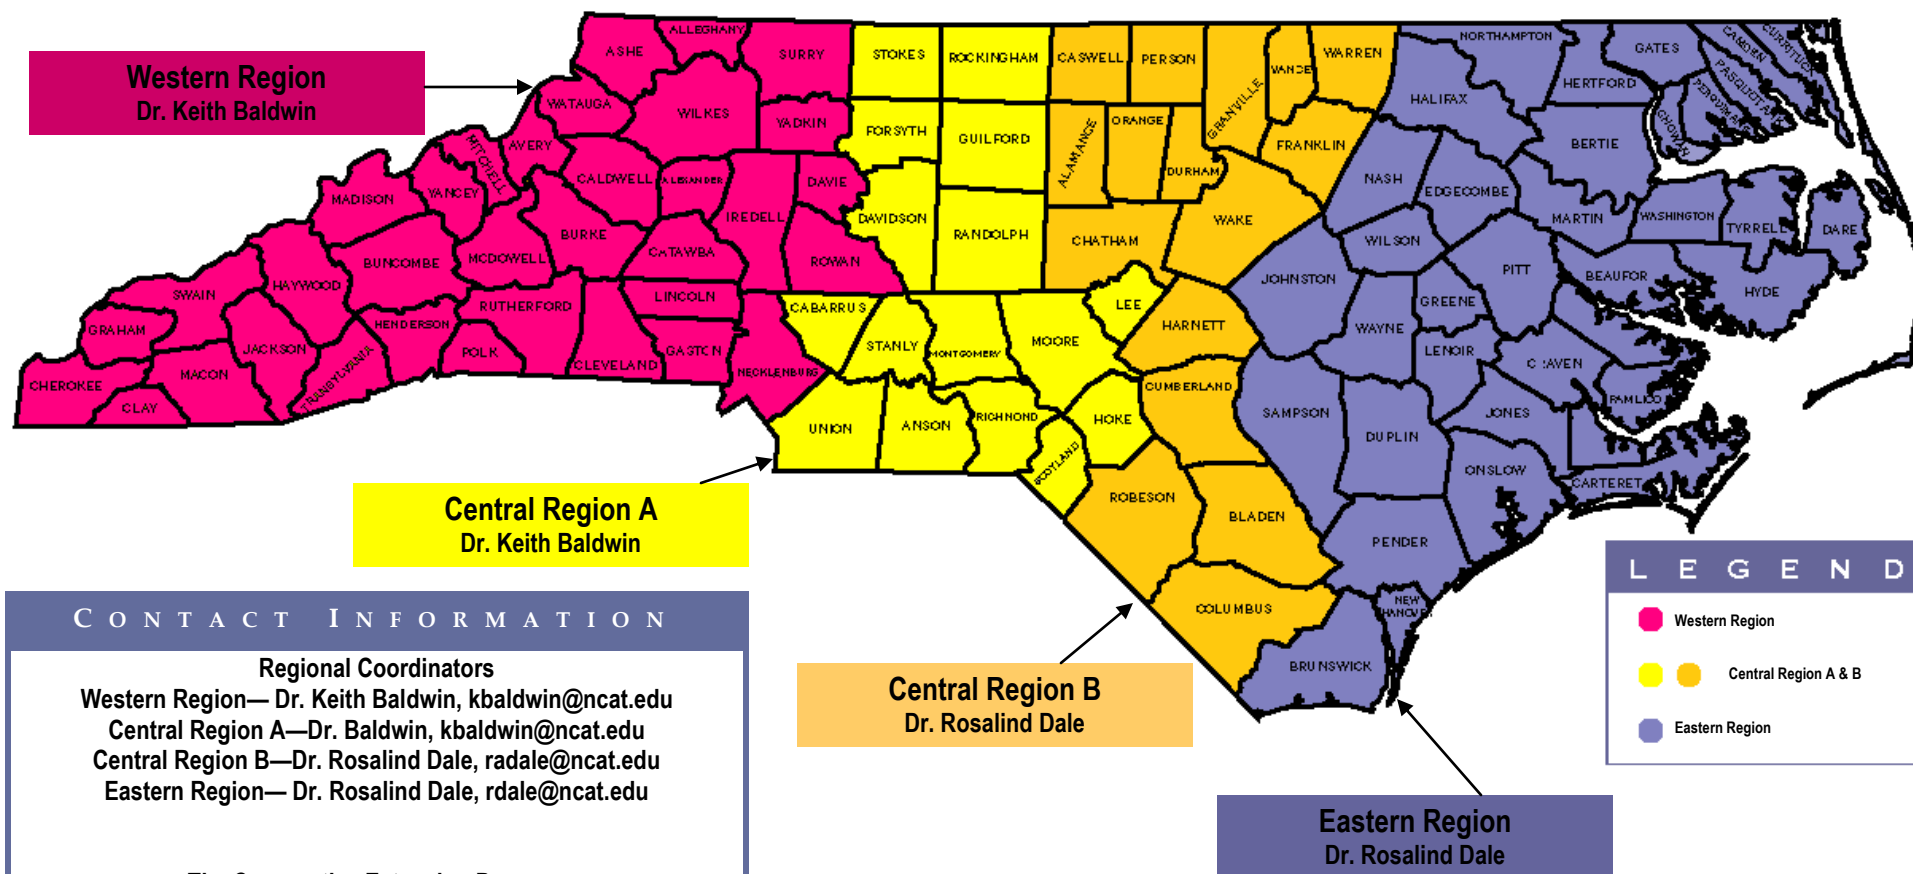 Western Region
Dr. Keith Baldwin
ASHE
ALLEGHANY
SURRY
STOKES
ROCKINGHAM
CASWELL
PERSON
GRANVILLE
VANCE
WARREN
NORTHAMPTON
GATES
CAMDEN
CURRITUCK
HERTFORD
HALIFAX
WATAUGA
WILKES
YADKIN
FORSYTH
GUILFORD
ALAMANGE
ORANGE
DURHAM
FRANKLIN
BERTIE
MITCHELL
AVERY
CALDWELL
ALEXANDER
IREDELL
DAVIE
NASH
EDGECOMBE
MADISON
YANCEY
DAVIDSON
RANDOLPH
CHATHAM
WAKE
WILSON
MARTIN
WASHINGTON
TYRRELL
DARE
BURKE
CATAWBA
ROWAN
BUNCOMBE
MCDOWELL
HAYWOOD
SWAIN
RUTHERFORD
LINCOLN
CABARRUS
LEE
JOHNSTON
PITT
BEAUFOR
HYDE
GREENE
GRAHAM
HENDERSON
JACKSON
POLK
CLEVELAND
GASTON
NECKLENBURG
STANLY
MONTGOMERY
MOORE
HARNETT
WAYNE
LENOIR
CRAVEN
CHEROKEE
MACON
CLAY
TRANSYLVANIA
CUMBERLAND
SAMPSON
JONES
PAMLICO
UNION
ANSON
RICHMOND
HOKE
SCOTLAND
DUPLIN
ONSLOW
CARTERET
ROBESON
BLADEN
PENDER
COLUMBUS
NEW
HANOVE
BRUNSWICK
Central Region A
Dr. Keith Baldwin
Central Region B
Dr. Rosalind Dale
Eastern Region
Dr. Rosalind Dale
LEGEND
Western Region
Central Region A & B
Eastern Region
CONTACT INFORMATION
Regional Coordinators
Western Region— Dr. Keith Baldwin, kbaldwin@ncat.edu
Central Region A—Dr. Baldwin, kbaldwin@ncat.edu
Central Region B—Dr. Rosalind Dale, radale@ncat.edu
Eastern Region— Dr. Rosalind Dale, rdale@ncat.edu